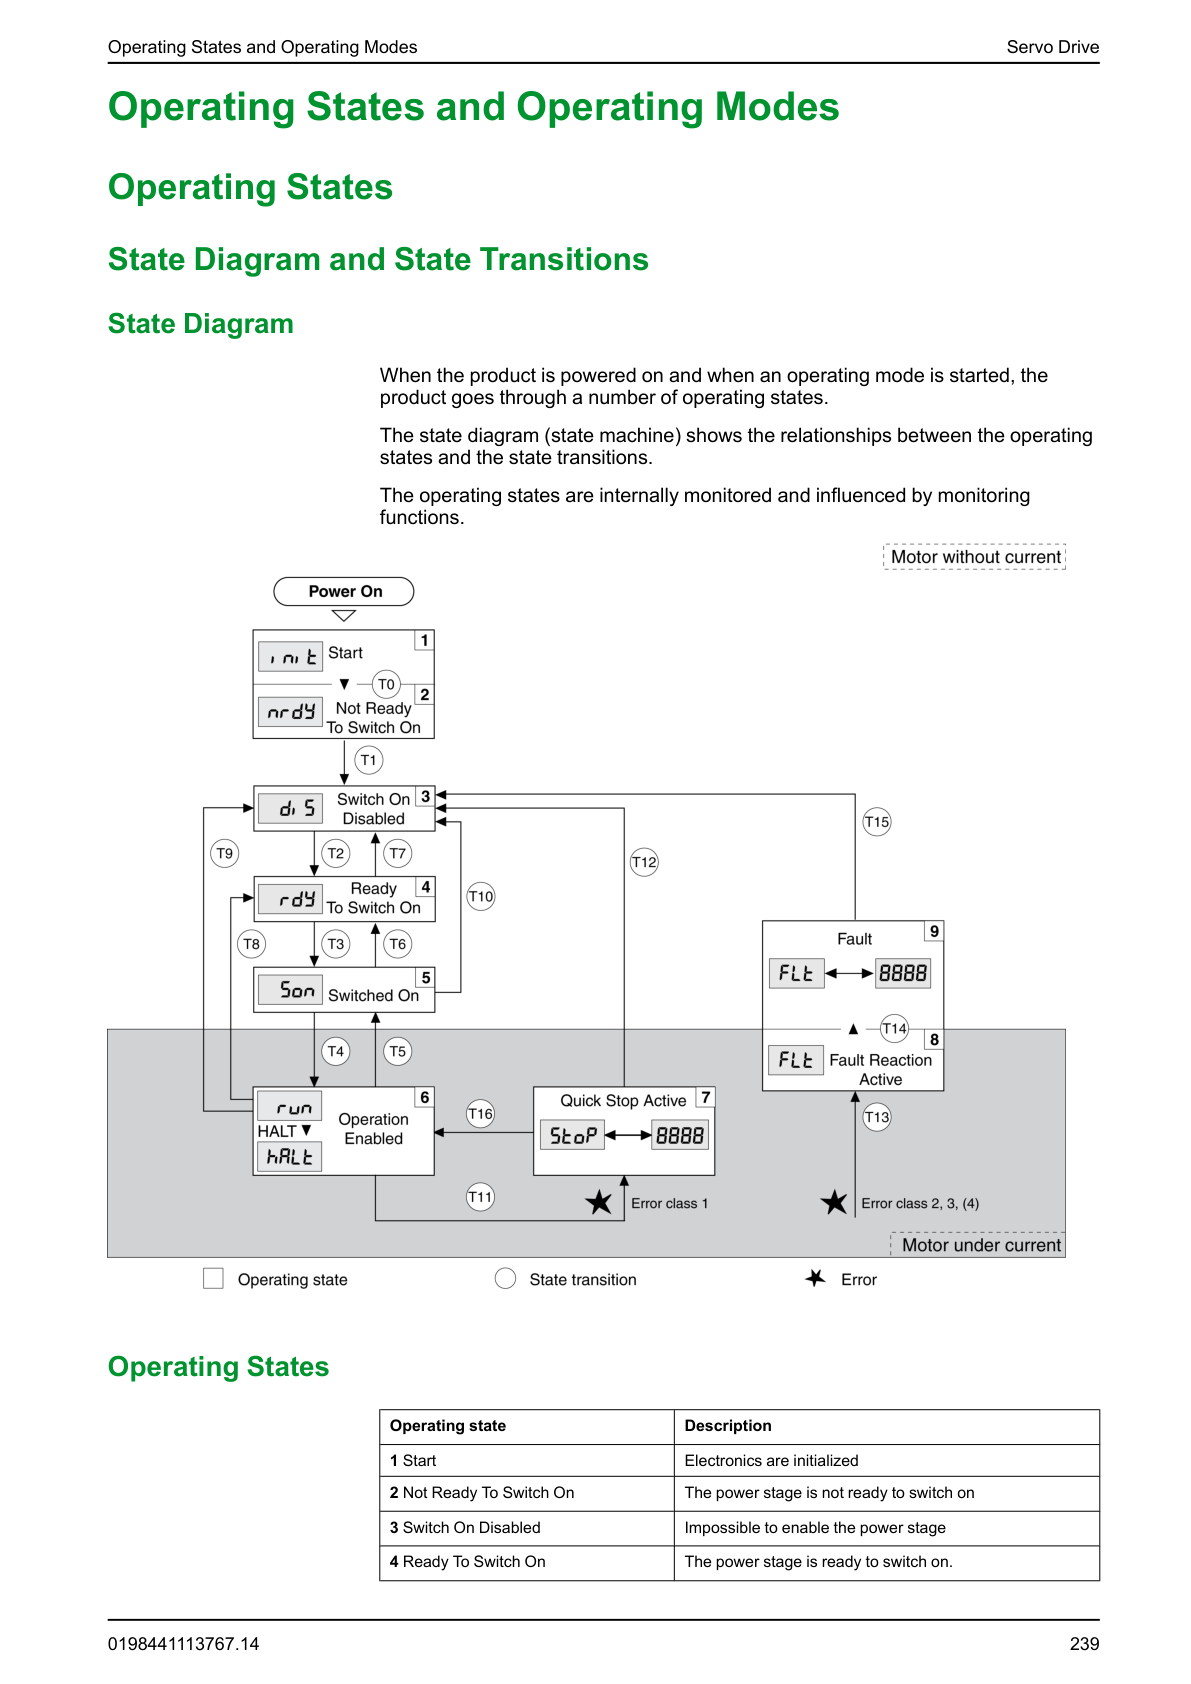 Operating States and Operating Modes
Servo Drive
Operating States and Operating Modes
Operating States
State Diagram and State Transitions
State Diagram
When the product is powered on and when an operating mode is started, the
product goes through a number of operating states.
The state diagram (state machine) shows the relationships between the operating
states and the state transitions.
The operating states are internally monitored and influenced by monitoring
functions.
Motor without current
Power On
1
init Start
T0
2
nrdy Not Ready
To Switch On
T1
diS Switch On 3
Disabled
T15
T9
T2
T7
T12
rdy Ready 4
To Switch On
T10
T8
T3
T6
Fault 9
FLt 8888
Son Switched On 5
T14
T4
T5
8
FLt Fault Reaction
Active
run
HALT
hALt
Operation
Enabled
6
T16
Quick Stop Active 7
StoP 8888
T13
T11
Error class 1
Error class 2, 3, (4)
Motor under current
Operating state
State transition
Error
Operating States
Operating state Description
1 Start Electronics are initialized
2 Not Ready To Switch On The power stage is not ready to switch on
3 Switch On Disabled Impossible to enable the power stage
4 Ready To Switch On The power stage is ready to switch on.
0198441113767.14
239